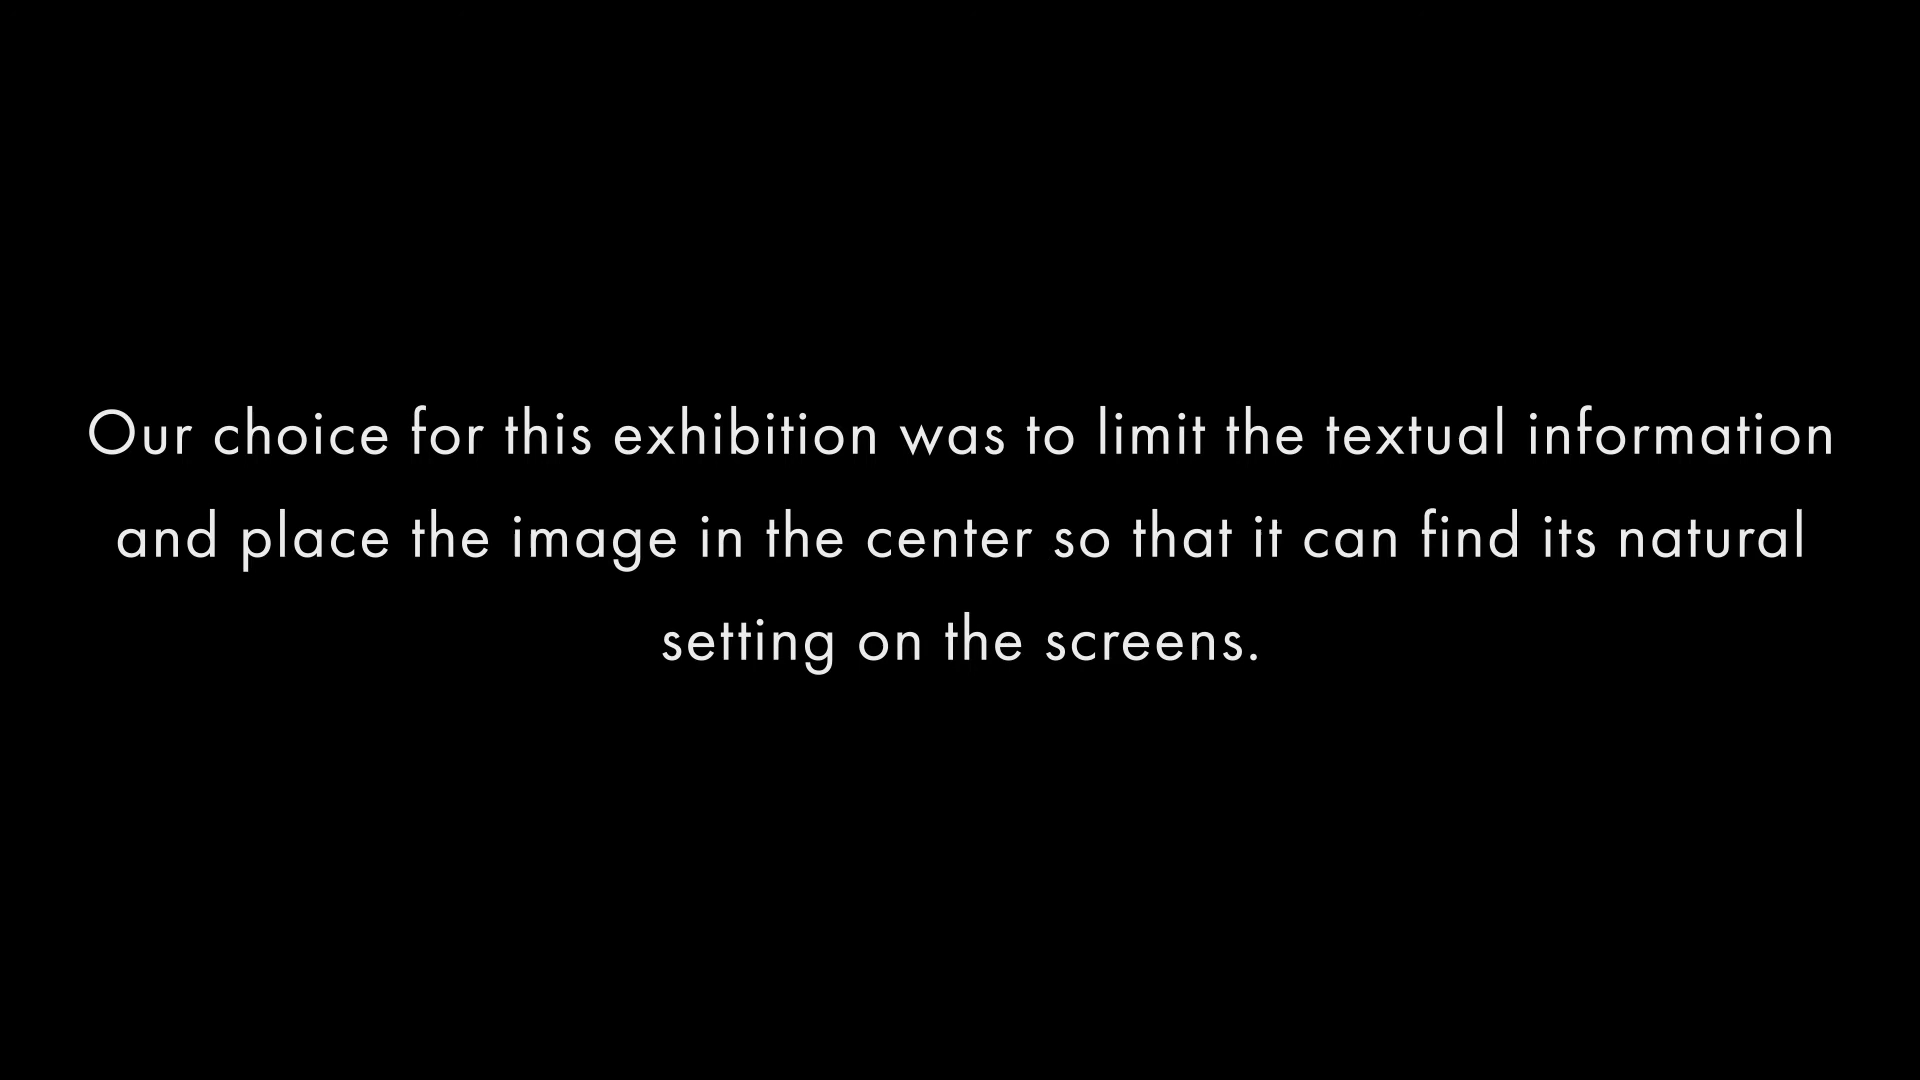 Our choice for this exhibition was to limit the textual information
and place the image in the center so that it can find its natural
setting on the screens.